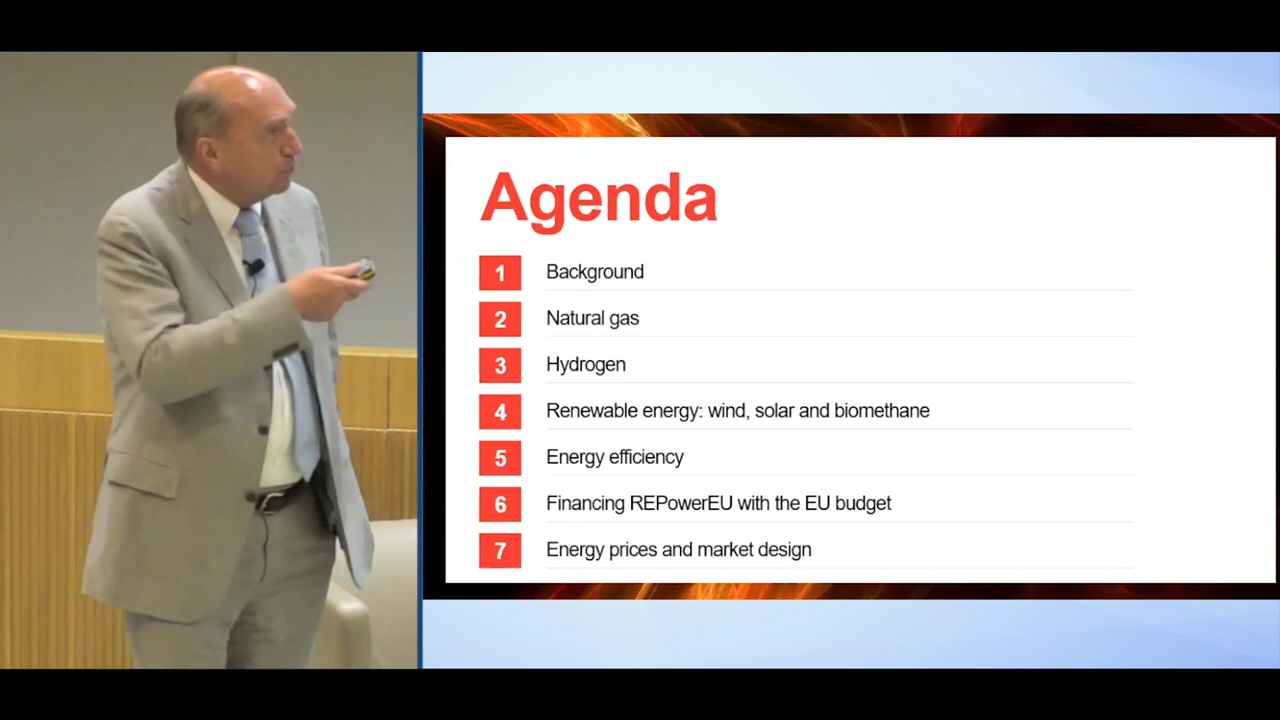 Agenda
1 Background
2 Natural gas
3 Hydrogen
4 Renewable energy: wind, solar and biomethane
5 Energy efficiency
6 Financing REPowerEU with the EU budget
7 Energy prices and market design